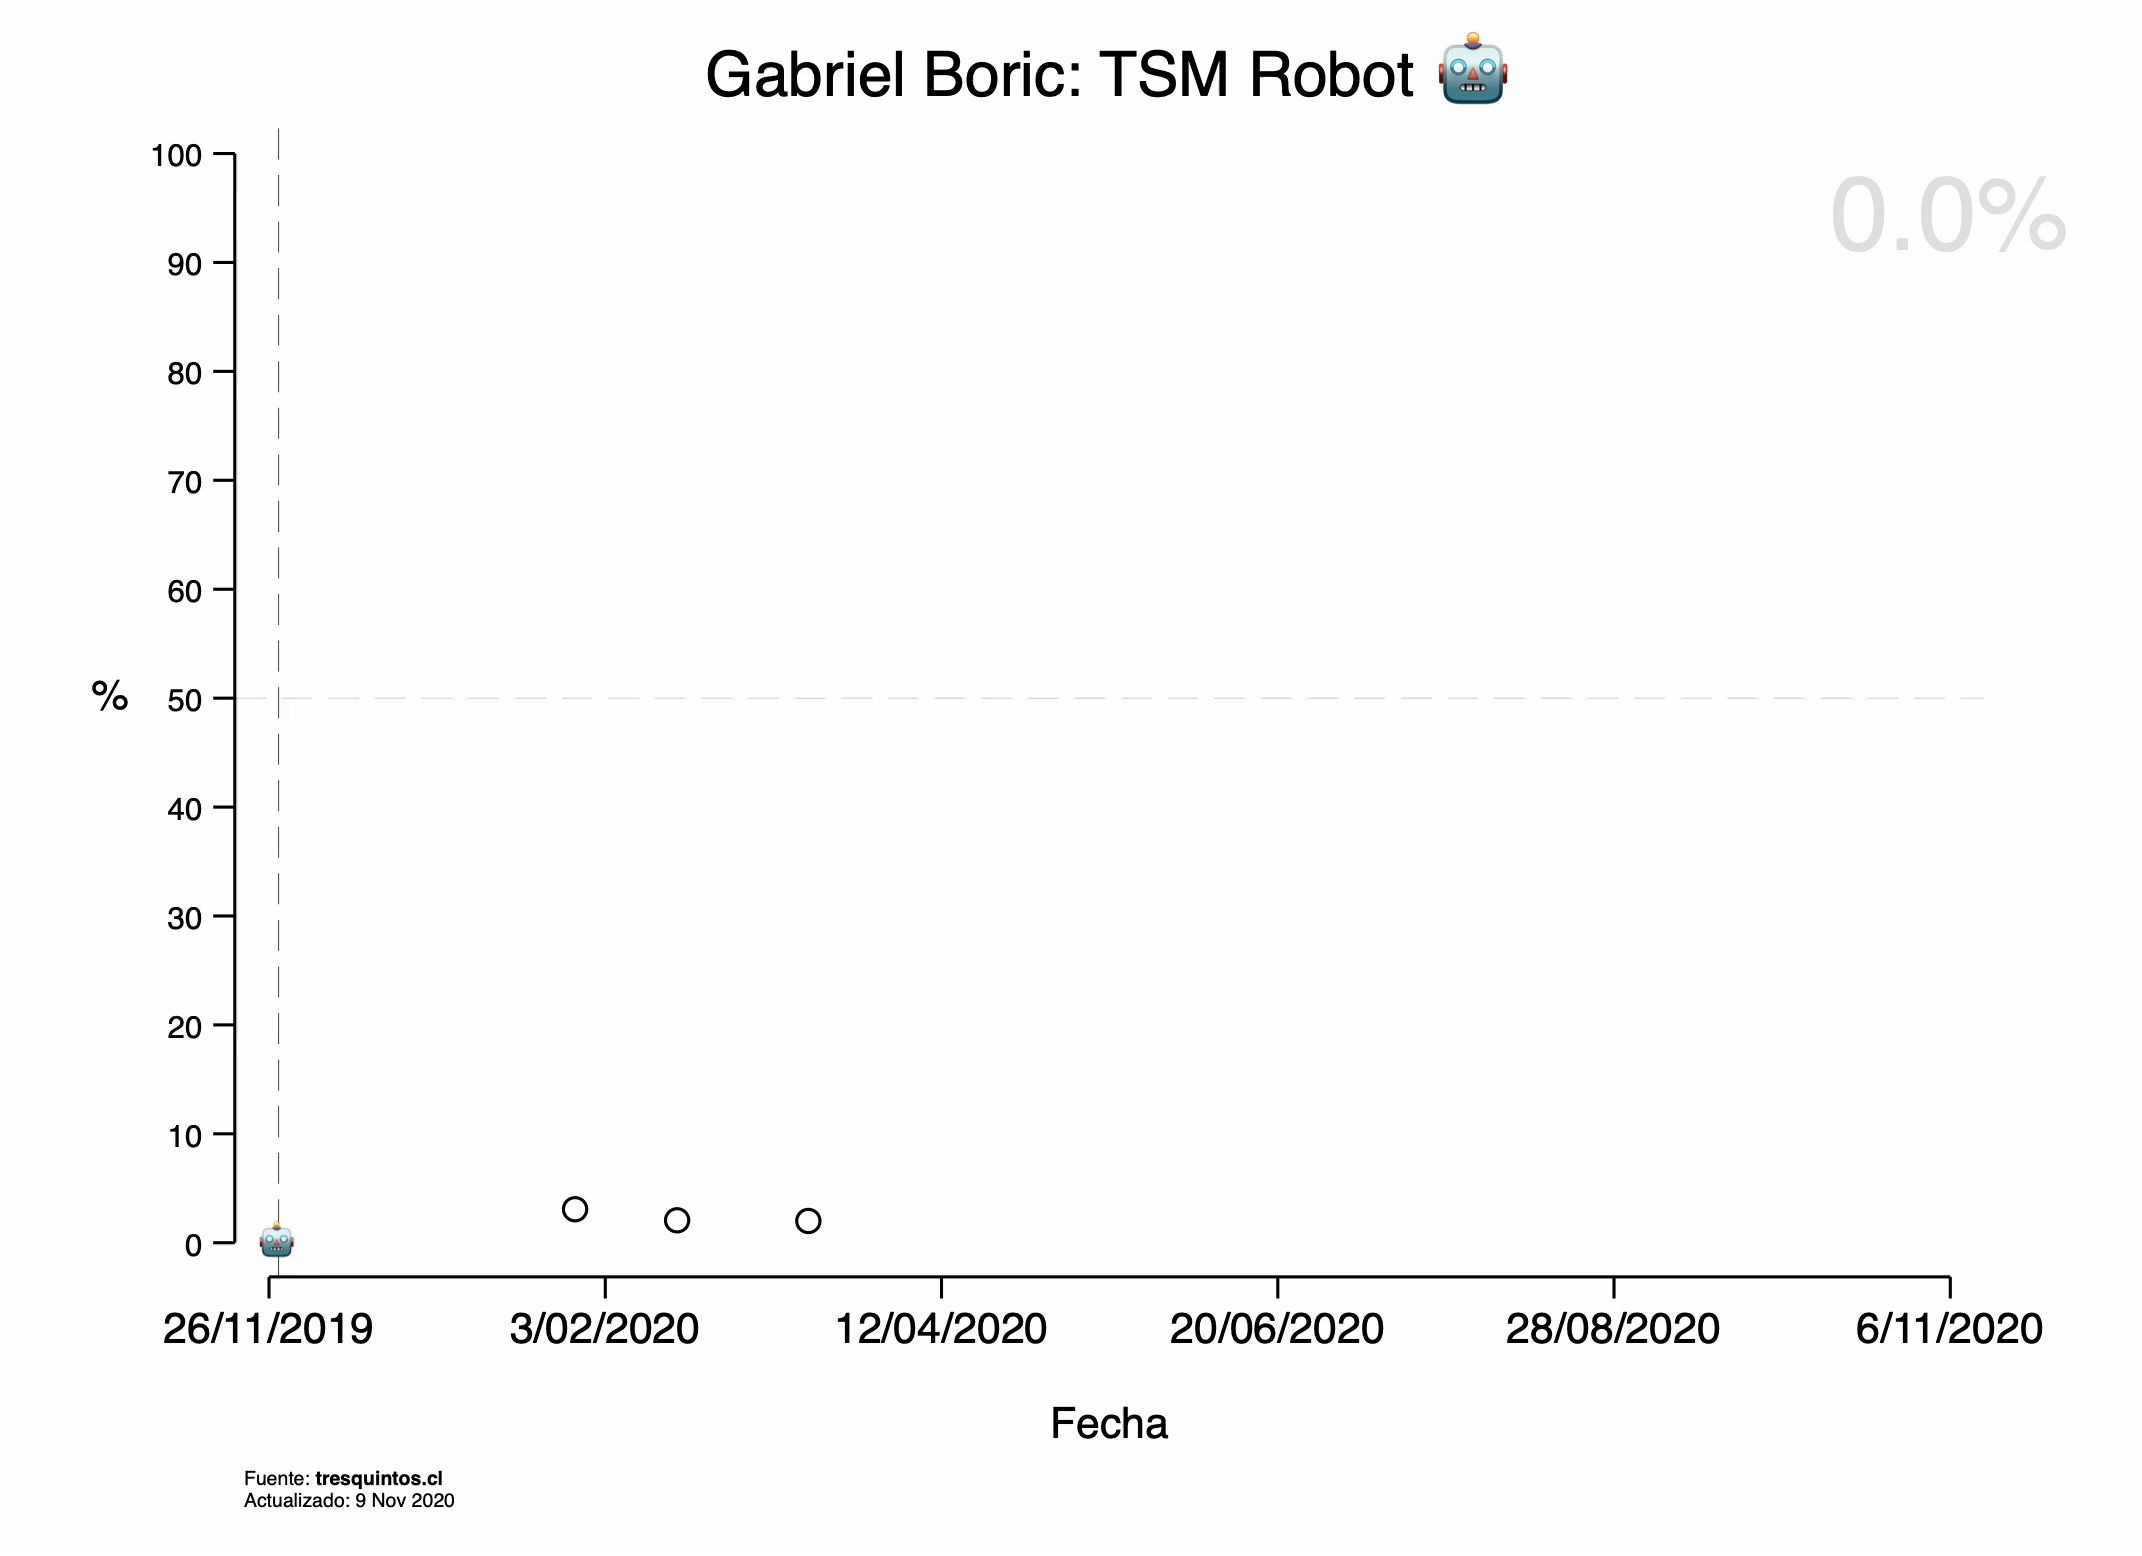 Gabriel Boric: TSM Robot 🤖
0.0%
100
90
80
70
60
50
40
30
20
10
0
%
26/11/2019 3/02/2020 12/04/2020 20/06/2020 28/08/2020 6/11/2020
Fecha
Fuente: tresquintos.cl
Actualizado: 9 Nov 2020